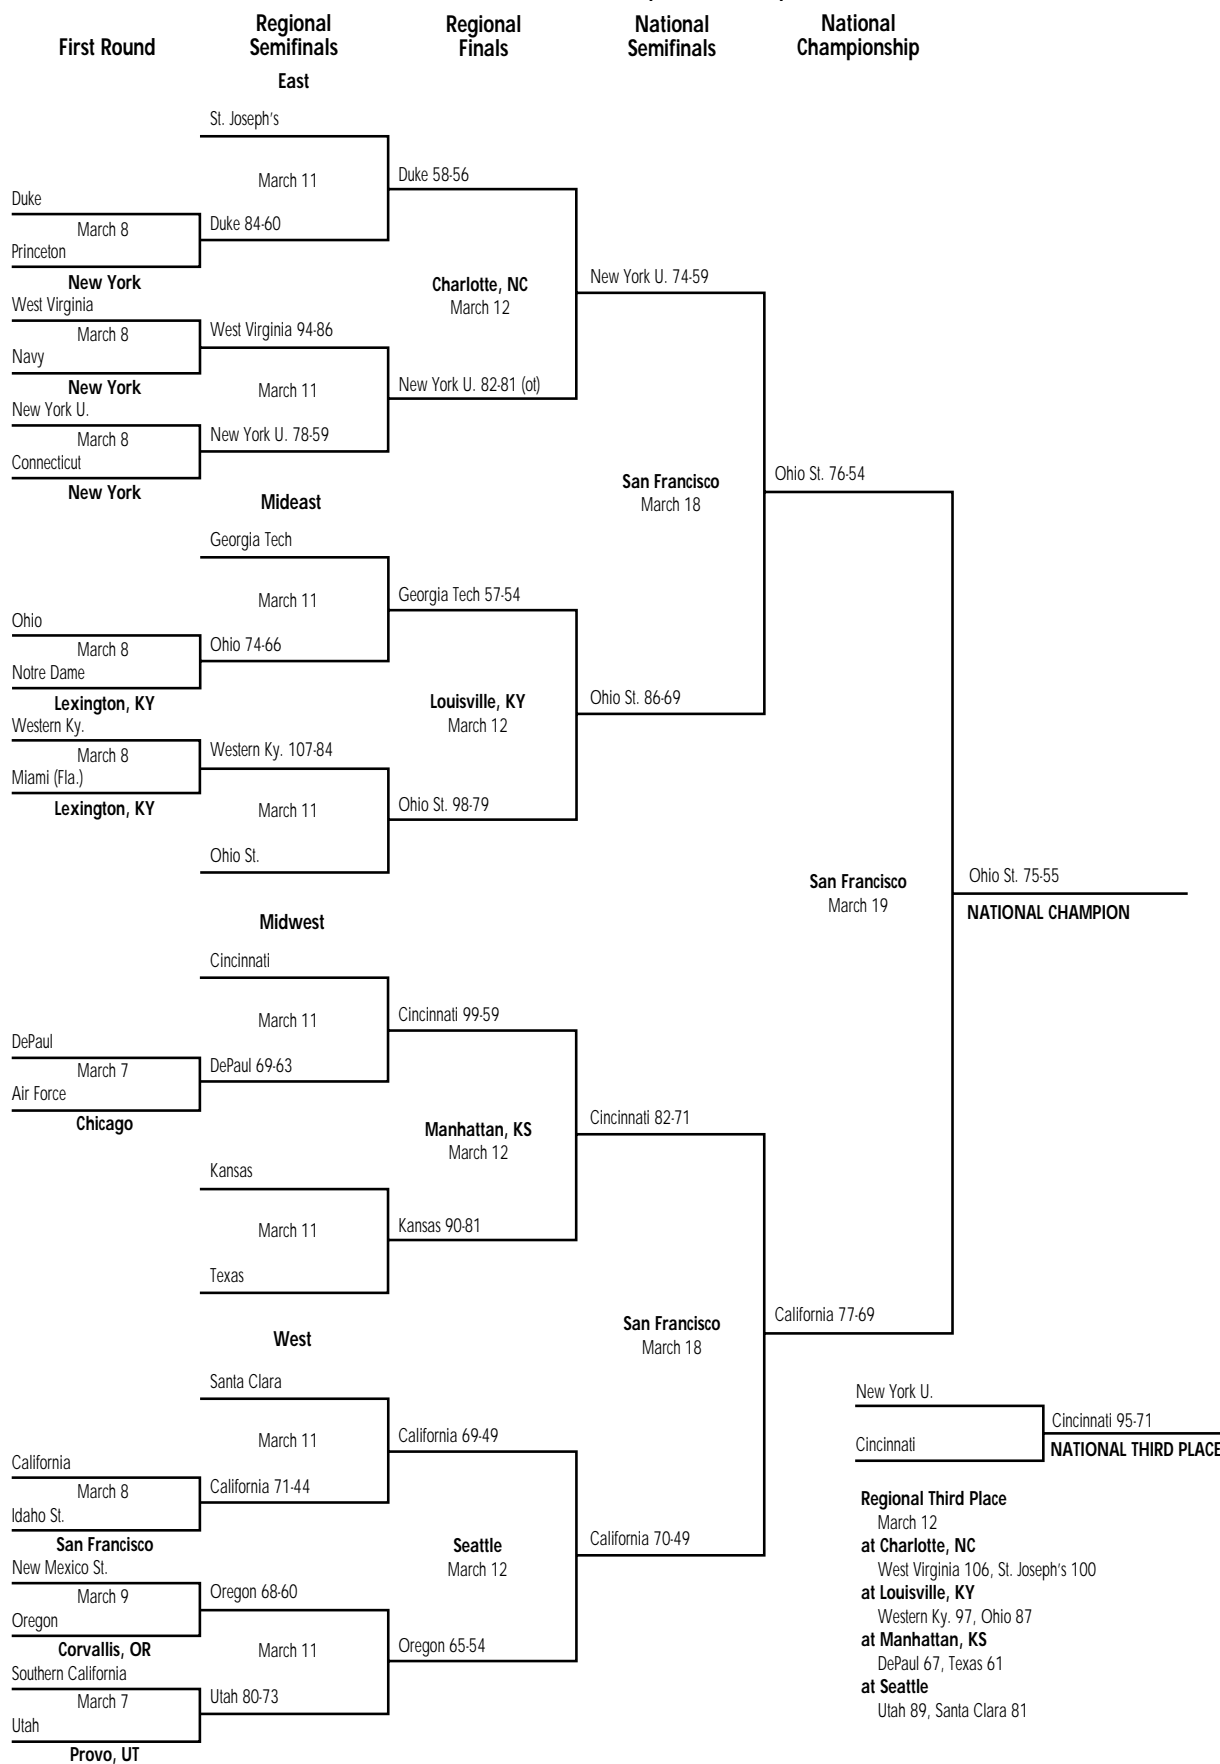 First Round
Regional
Semifinals
Regional
Finals
National
Semifinals
National
Championship
East
St. Joseph's
March 11
Duke 58-56
Duke
March 8
Duke 84-60
Princeton
New York
Charlotte, NC
March 12
New York U. 74-59
West Virginia
March 8
West Virginia 94-86
Navy
New York
March 11
New York U. 82-81 (ot)
New York U.
March 8
New York U. 78-59
Connecticut
New York
San Francisco
March 18
Ohio St. 76-54
Mideast
Georgia Tech
March 11
Georgia Tech 57-54
Ohio
March 8
Ohio 74-66
Notre Dame
Lexington, KY
Louisville, KY
March 12
Ohio St. 86-69
Western Ky.
March 8
Western Ky. 107-84
Miami (Fla.)
Lexington, KY
March 11
Ohio St. 98-79
Ohio St.
San Francisco
March 19
Ohio St. 75-55
NATIONAL CHAMPION
Midwest
Cincinnati
March 11
Cincinnati 99-59
DePaul
March 7
DePaul 69-63
Air Force
Chicago
Manhattan, KS
March 12
Cincinnati 82-71
Kansas
March 11
Kansas 90-81
Texas
San Francisco
March 18
California 77-69
West
Santa Clara
March 11
California 69-49
California
March 8
California 71-44
Idaho St.
San Francisco
Seattle
March 12
California 70-49
New Mexico St.
March 9
Oregon 68-60
Oregon
Corvallis, OR
March 11
Oregon 65-54
Southern California
March 7
Utah 80-73
Utah
Provo, UT
New York U.
Cincinnati 95-71
Cincinnati
NATIONAL THIRD PLACE
Regional Third Place
March 12
at Charlotte, NC
West Virginia 106, St. Joseph's 100
at Louisville, KY
Western Ky. 97, Ohio 87
at Manhattan, KS
DePaul 67, Texas 61
at Seattle
Utah 89, Santa Clara 81